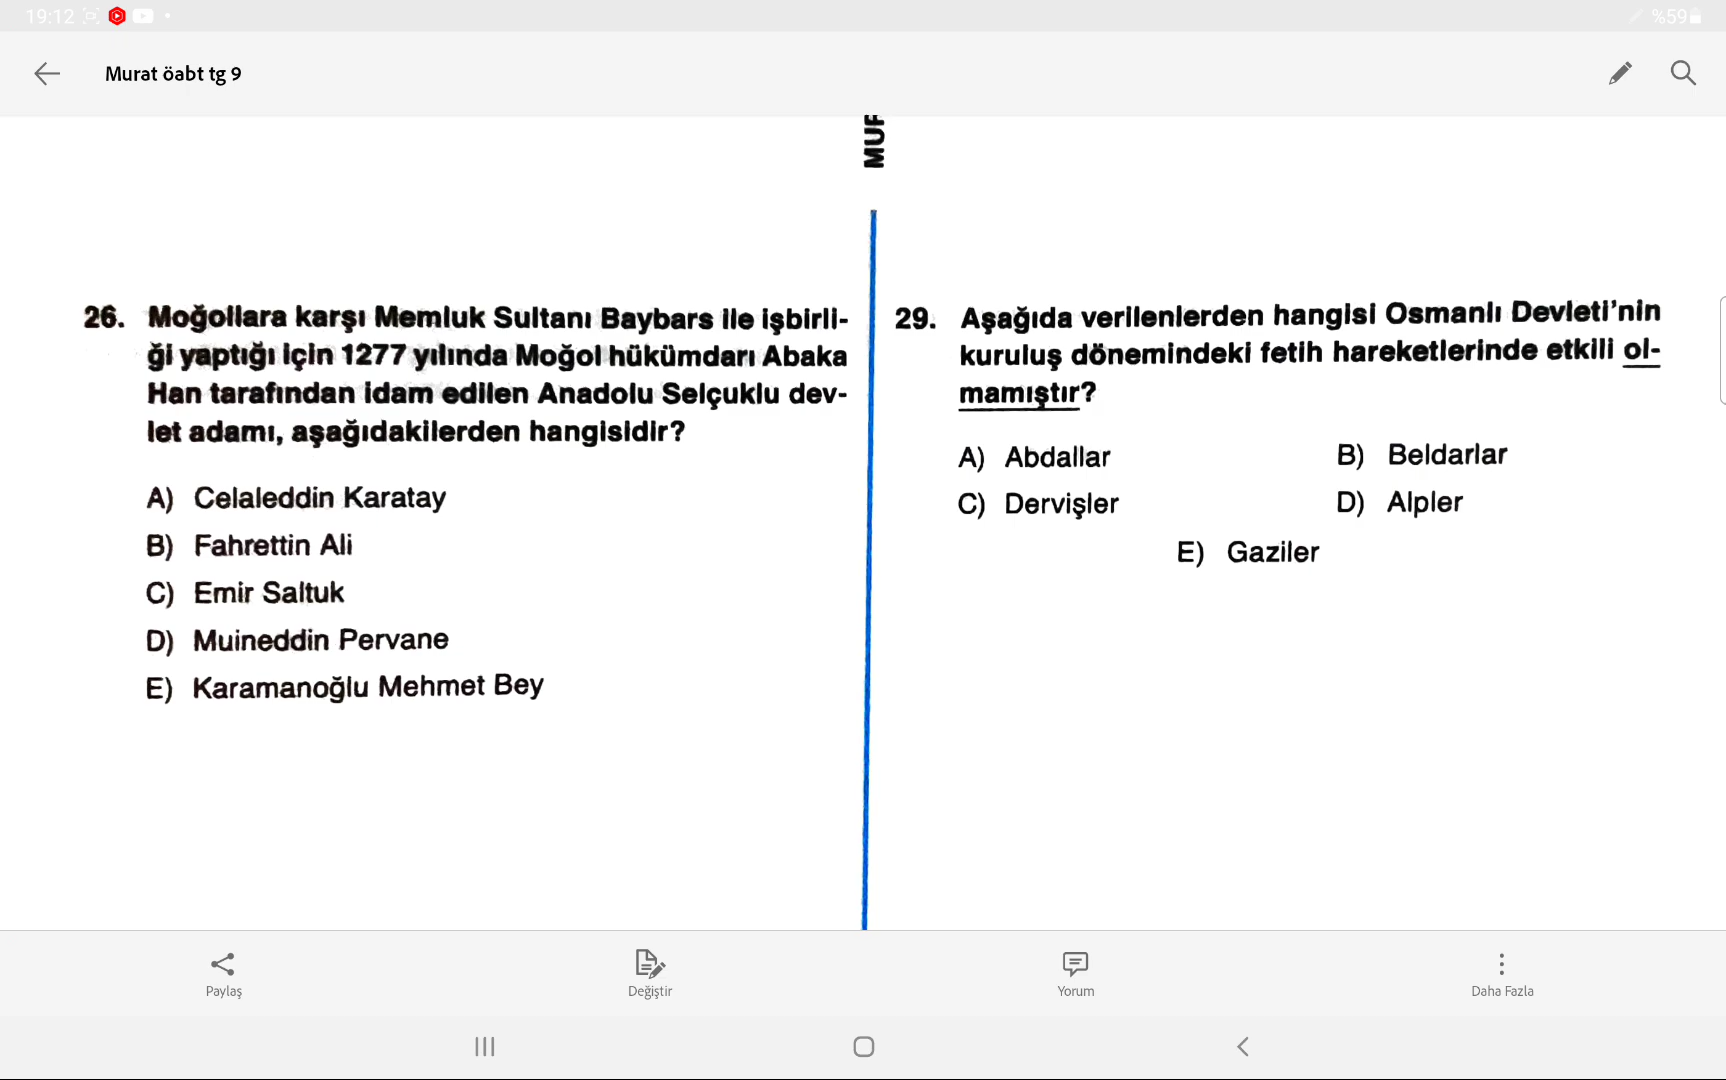 19:12
%59
Murat öabt tg 9
MUF
26. Moğollara karşı Memluk Sultanı Baybars ile işbirli-
ği yaptığı için 1277 yılında Moğol hükümdarı Abaka
Han tarafından idam edilen Anadolu Selçuklu dev-
let adamı, aşağıdakilerden hangisidir?
A) Celaleddin Karatay
B) Fahrettin Ali
C) Emir Saltuk
D) Muineddin Pervane
E) Karamanoğlu Mehmet Bey
29. Aşağıda verilenlerden hangisi Osmanlı Devleti'nin
kuruluş dönemindeki fetih hareketlerinde etkili ol-
mamıştır?
A) Abdallar
B) Beldarlar
C) Dervişler
D) Alpler
E) Gaziler
Paylaş
Değiştir
Yorum
Daha Fazla